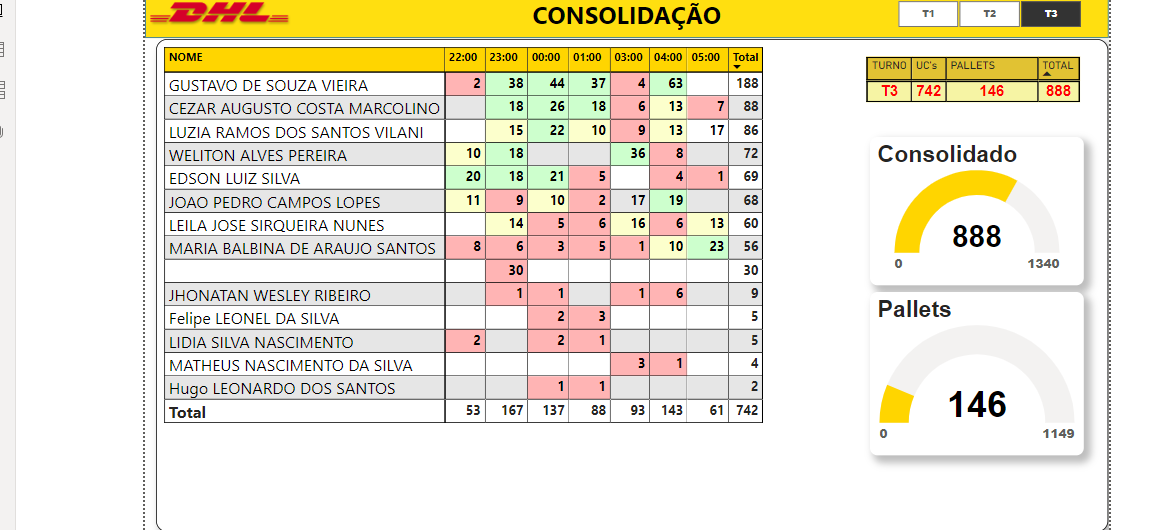 DHL CONSOLIDAÇÃO T1 T2 T3
NOME 22:00 23:00 00:00 01:00 03:00 04:00 05:00 Total
GUSTAVO DE SOUZA VIEIRA 2 38 44 37 4 63 188
CEZAR AUGUSTO COSTA MARCOLINO 18 26 18 6 13 7 88
LUZIA RAMOS DOS SANTOS VILANI 15 22 10 9 13 17 86
WELITON ALVES PEREIRA 10 18 36 8 72
EDSON LUIZ SILVA 20 18 21 5 4 1 69
JOAO PEDRO CAMPOS LOPES 11 9 10 2 17 19 68
LEILA JOSE SIRQUEIRA NUNES 14 5 6 16 6 13 60
MARIA BALBINA DE ARAUJO SANTOS 8 6 3 5 1 10 23 56
30 30
JHONATAN WESLEY RIBEIRO 1 1 1 6 9
Felipe LEONEL DA SILVA 2 3 5
LIDIA SILVA NASCIMENTO 2 2 1 5
MATHEUS NASCIMENTO DA SILVA 3 1 4
Hugo LEONARDO DOS SANTOS 1 1 2
Total 53 167 137 88 93 143 61 742
TURNO UC's PALLETS TOTAL
T3 742 146 888
Consolidado
888
0 1340
Pallets
146
0 1149